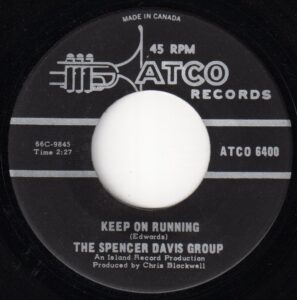 MADE IN CANADA
45 RPM
ATCO
RECORDS
66C-9845
Time 2:27
ATCO 6400
KEEP ON RUNNING
(Edwards)
THE SPENCER DAVIS GROUP
An Island Record Production
Produced by Chris Blackwell